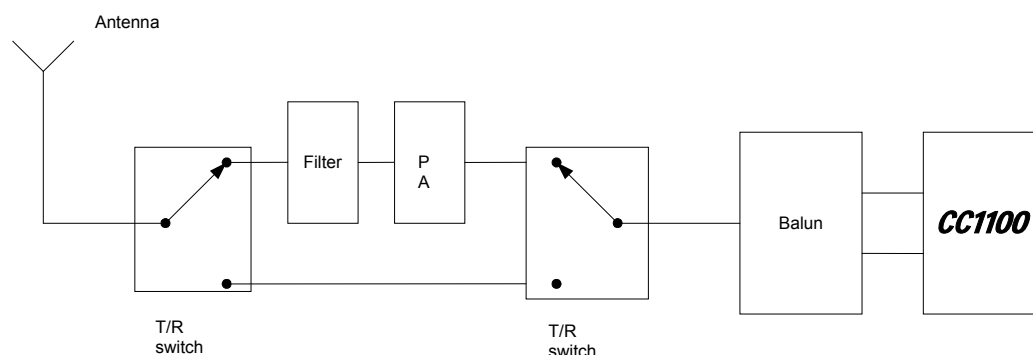 Antenna
Filter
P
A
Balun
CC1100
T/R
switch
T/R
switch